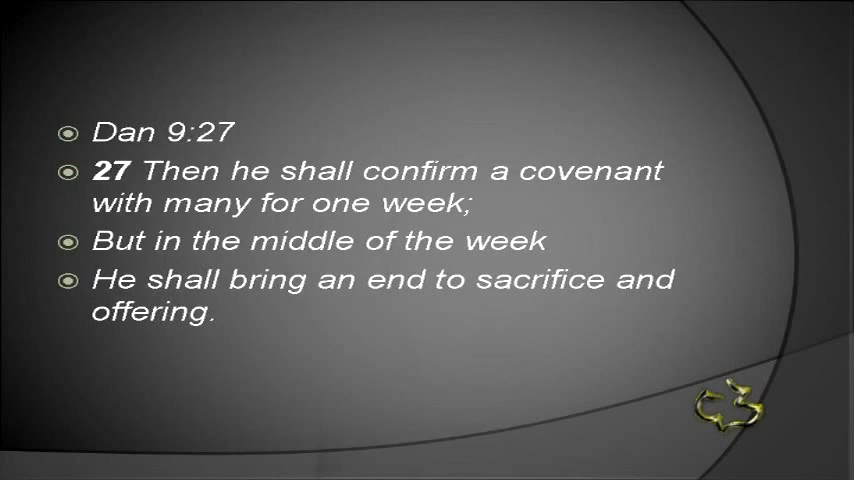 Dan 9:27
27 Then he shall confirm a covenant
with many for one week;
But in the middle of the week
He shall bring an end to sacrifice and
offering.